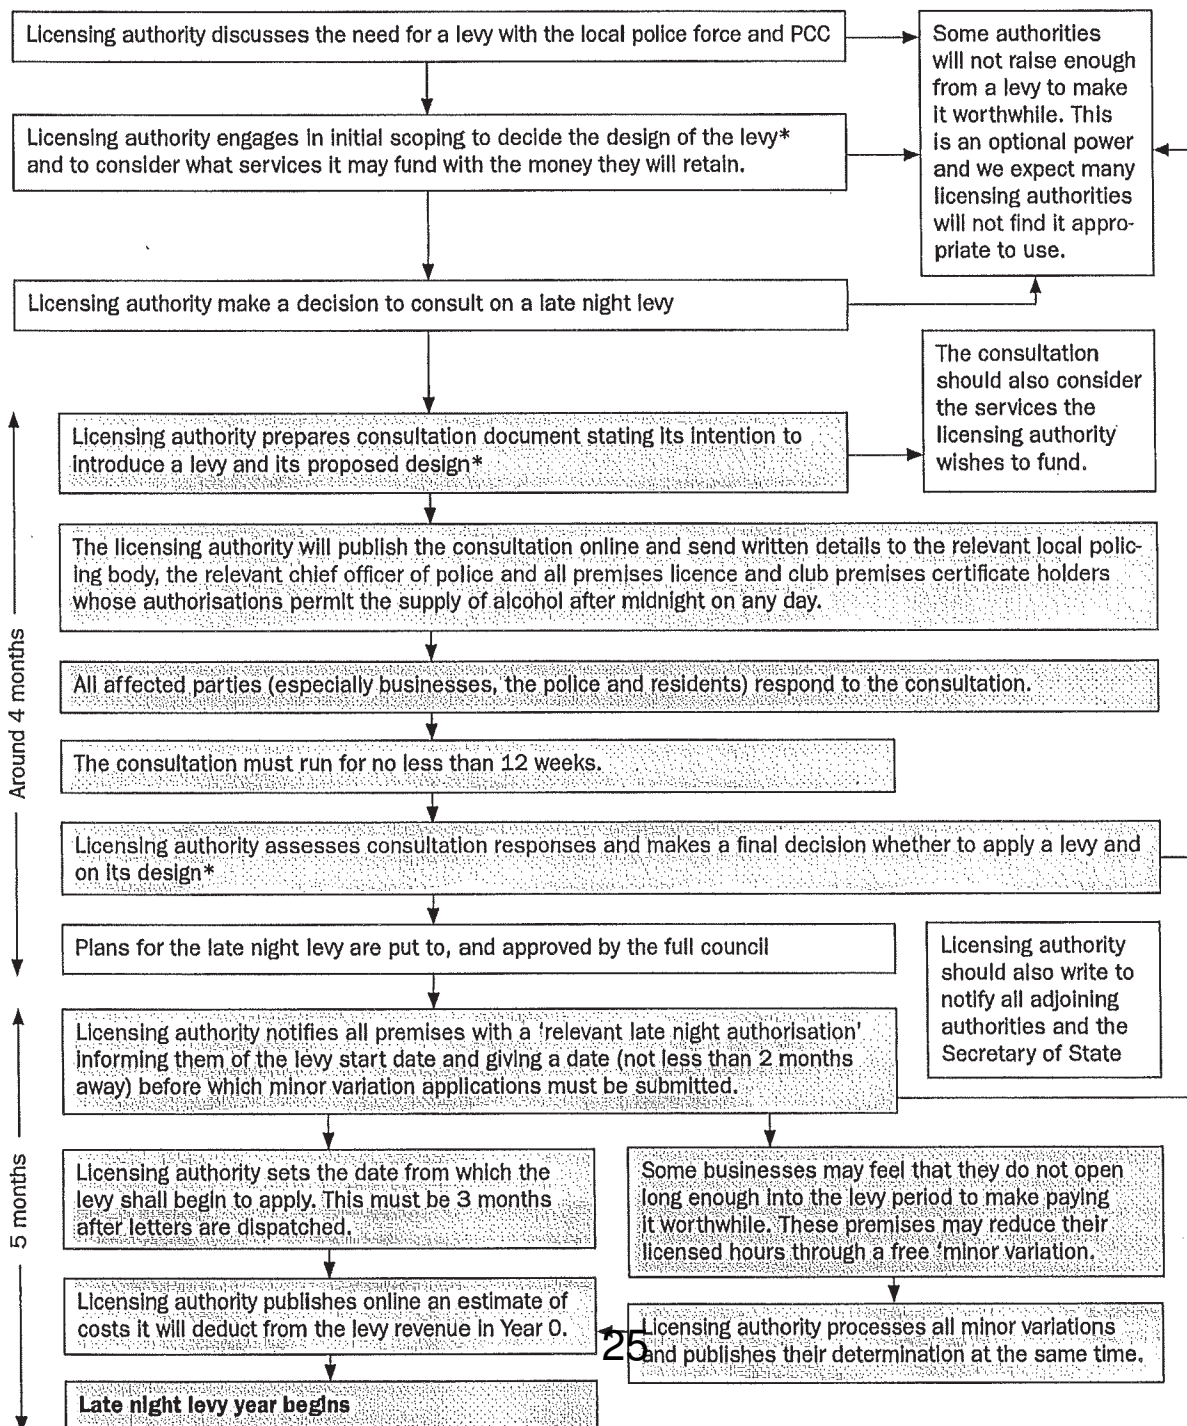 Licensing authority discusses the need for a levy with the local police force and PCC
Some authorities
will not raise enough
from a levy to make
it worthwhile. This
is an optional power
and we expect many
licensing authorities
will not find it appro-
priate to use.
Licensing authority engages in initial scoping to decide the design of the levy*
and to consider what services it may fund with the money they will retain.
Licensing authority make a decision to consult on a late night levy
The consultation
should also consider
the services the
licensing authority
wishes to fund.
Around 4 months
Licensing authority prepares consultation document stating its intention to
introduce a levy and its proposed design*
The licensing authority will publish the consultation online and send written details to the relevant local polic-
ing body, the relevant chief officer of police and all premises licence and club premises certificate holders
whose authorisations permit the supply of alcohol after midnight on any day.
All affected parties (especially businesses, the police and residents) respond to the consultation.
The consultation must run for no less than 12 weeks.
Licensing authority assesses consultation responses and makes a final decision whether to apply a levy and
on its design*
Plans for the late night levy are put to, and approved by the full council
Licensing authority
should also write to
notify all adjoining
authorities and the
Secretary of State
5 months
Licensing authority notifies all premises with a 'relevant late night authorisation'
informing them of the levy start date and giving a date (not less than 2 months
away) before which minor variation applications must be submitted.
Licensing authority sets the date from which the
levy shall begin to apply. This must be 3 months
after letters are dispatched.
Some businesses may feel that they do not open
long enough into the levy period to make paying
it worthwhile. These premises may reduce their
licensed hours through a free 'minor variation.
Licensing authority publishes online an estimate of
costs it will deduct from the levy revenue in Year 0.
Licensing authority processes all minor variations
and publishes their determination at the same time.
25
Late night levy year begins